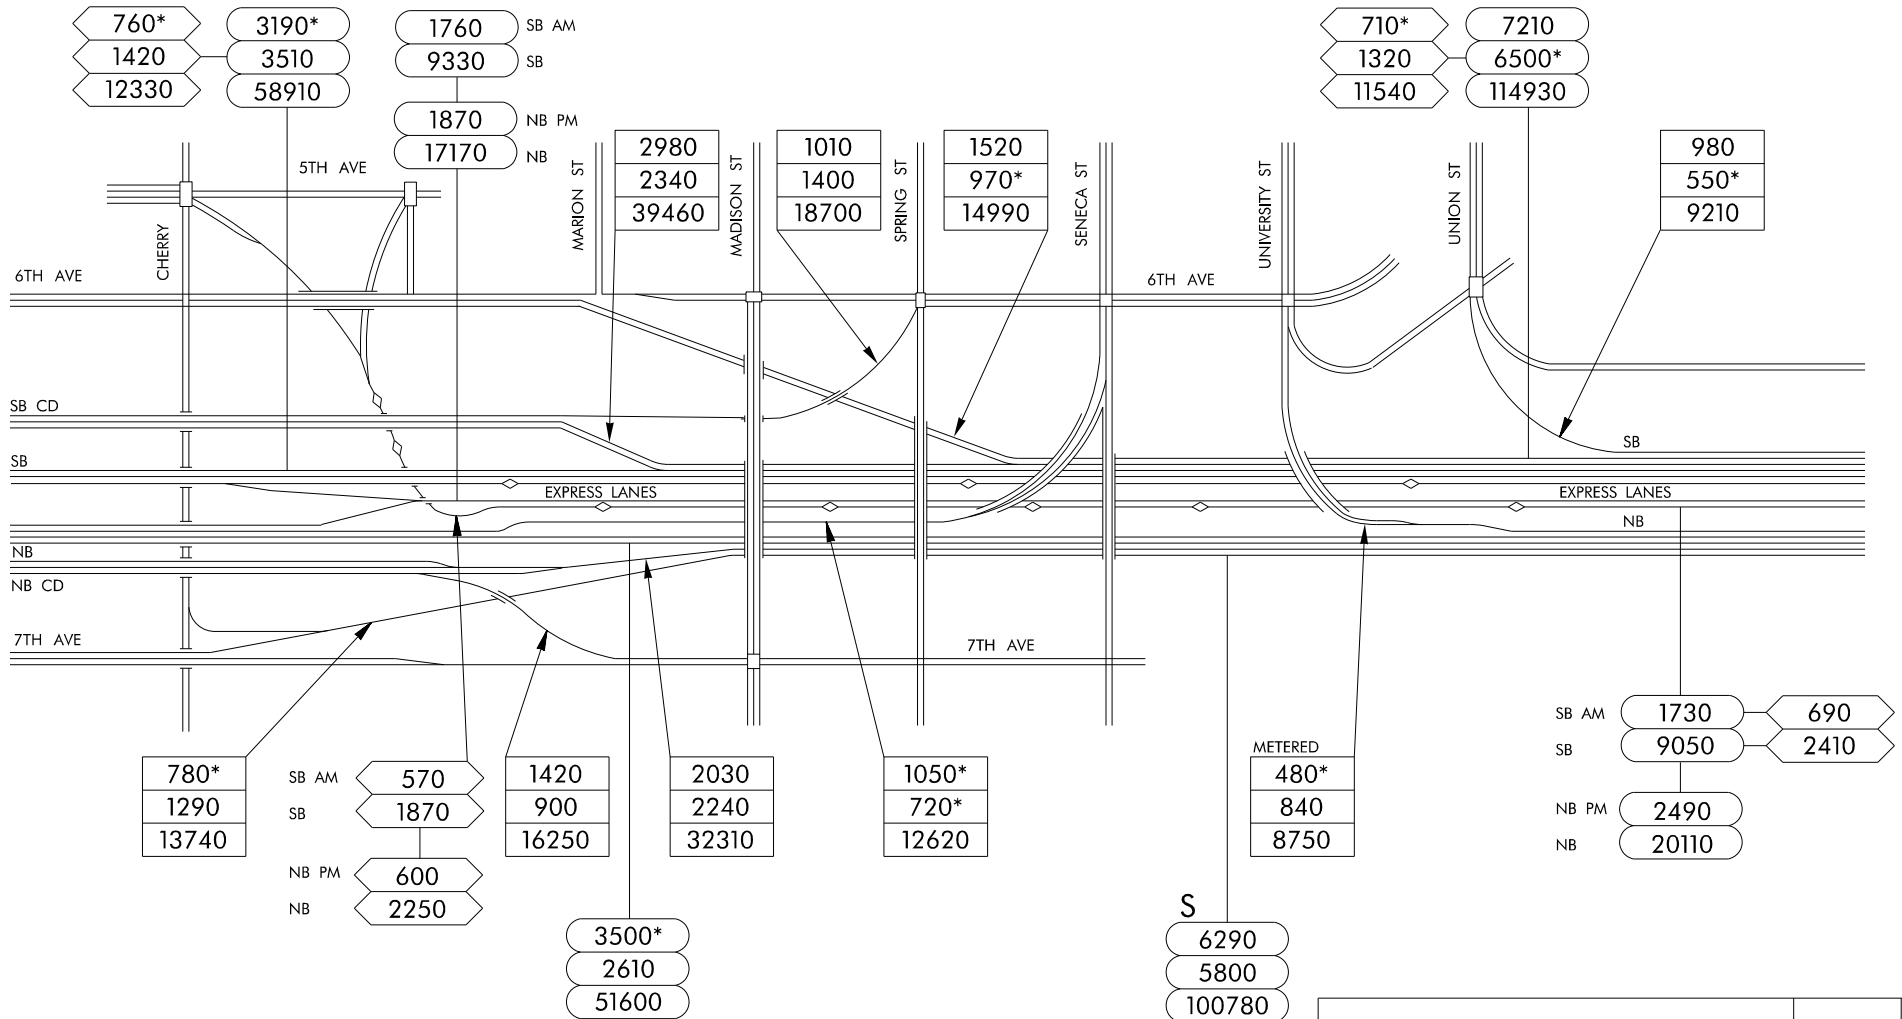 760* 3190* 1760 SB AM
1420 3510 9330 SB
12330 58910
1870 NB PM
17170 NB
710* 7210
1320 6500*
11540 114930
2980
2340
39460
1010
1400
18700
1520
970*
14990
980
550*
9210
5TH AVE
CHERRY
MARION ST
MADISON ST
SPRING ST
SENECA ST
UNIVERSITY ST
UNION ST
6TH AVE
6TH AVE
SB CD
SB
SB
EXPRESS LANES
EXPRESS LANES
NB
NB
NB CD
7TH AVE
7TH AVE
780*
1290
13740
SB AM 570
SB 1870
NB PM 600
NB 2250
1420
900
16250
2030
2240
32310
1050*
720*
12620
METERED
480*
840
8750
SB AM 1730 690
SB 9050 2410
NB PM 2490
NB 20110
3500*
2610
51600
S
6290
5800
100780